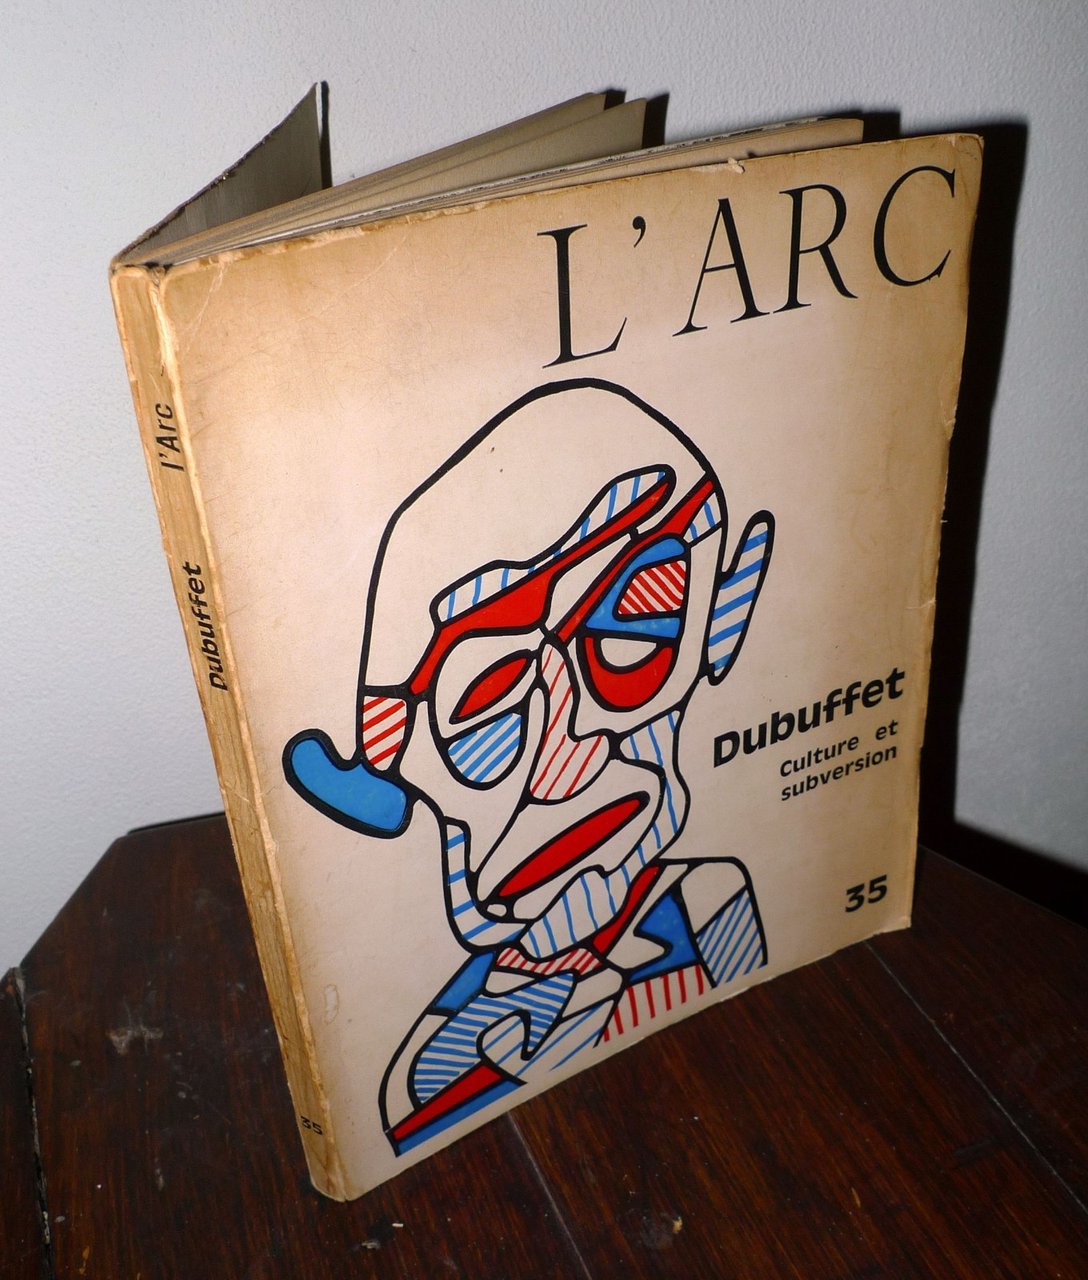 L'ARC
Dubuffet
Culture et
subversion
35
l'Arc
Dubuffet
35